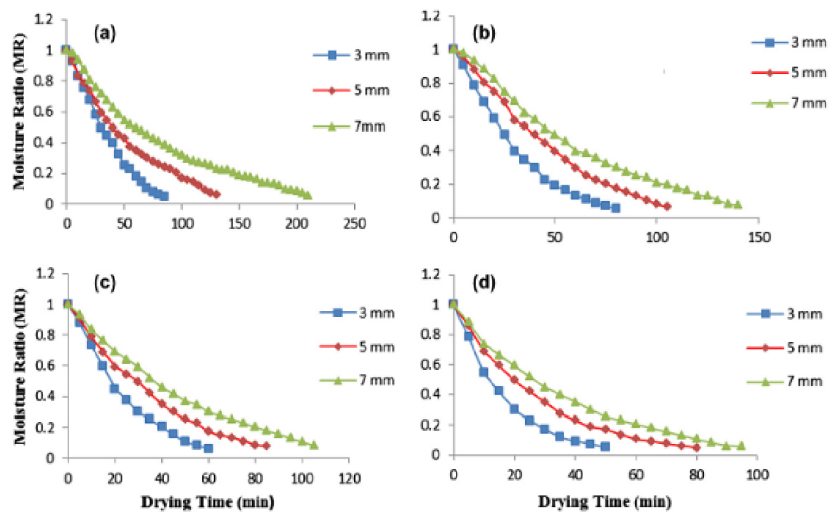 (a)
Moisture Ratio (MR)
1.2
1
0.8
0.6
0.4
0.2
0
0 50 100 150 200 250
3 mm
5 mm
7mm
(b)
1.2
1
0.8
0.6
0.4
0.2
0
0 50 100 150
3 mm
5 mm
7 mm
(c)
Moisture Ratio (MR)
1.2
1
0.8
0.6
0.4
0.2
0
0 20 40 60 80 100 120
Drying Time (min)
3 mm
5 mm
7 mm
(d)
1.2
1
0.8
0.6
0.4
0.2
0
0 20 40 60 80 100
Drying Time (min)
3 mm
5 mm
7 mm